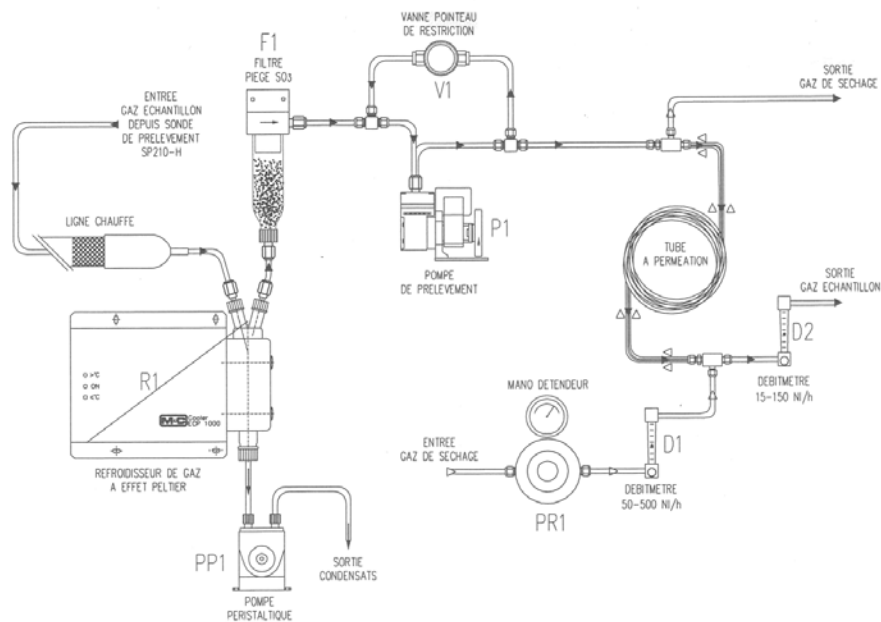 VANNE POINTEAU
DE RESTRICTION
V1
F1
FILTRE
PIEGE SO3
ENTREE
GAZ ECHANTILLON
DEPUIS SONDE
DE PRELEVEMENT
SP210-H
SORTIE
GAZ DE SECHAGE
LIGNE CHAUFFE
P1
POMPE
DE PRELEVEMENT
TUBE
A PERMEATION
SORTIE
GAZ ECHANTILLON
D2
DEBITMETRE
15-150 Nl/h
R1
>°C
ON
<°C
M&C Cooler
ECP 1000
REFROIDISSEUR DE GAZ
A EFFET PELTIER
MANO DETENDEUR
ENTREE
GAZ DE SECHAGE
PR1
D1
DEBITMETRE
50-500 Nl/h
PP1
POMPE
PERISTALTIQUE
SORTIE
CONDENSATS